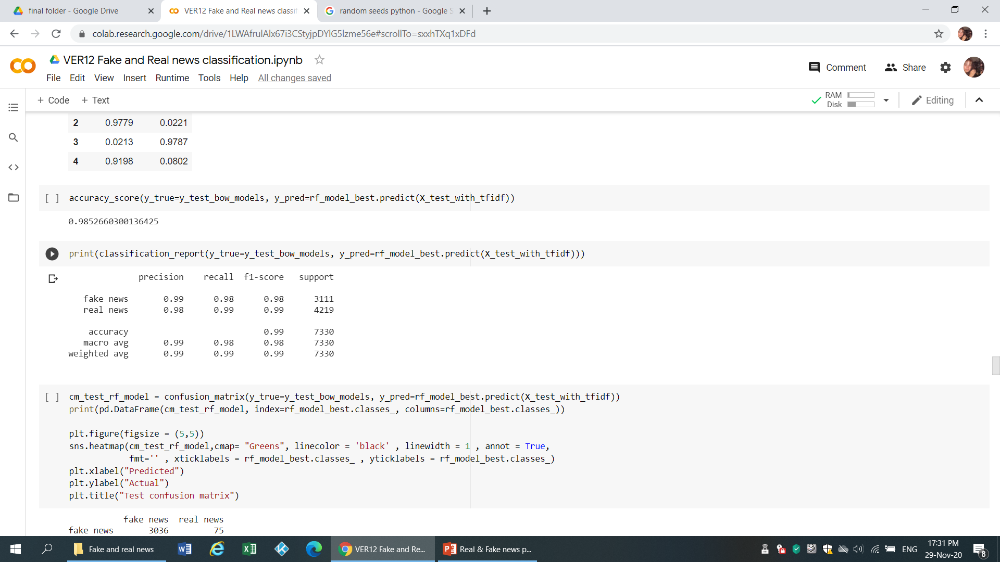 final folder - Google Drive
VER12 Fake and Real news classif
random seeds python - Google S
colab.research.google.com/drive/1LWAfruIAlx67i3CStyjpDYlG5lzme56e#scrollTo=sxxhTXq1xDFd
VER12 Fake and Real news classification.ipynb
Comment
Share
File Edit View Insert Runtime Tools Help All changes saved
+ Code + Text
RAM
Disk
Editing
2 0.9779 0.0221
3 0.0213 0.9787
4 0.9198 0.0802
[ ] accuracy_score(y_true=y_test_bow_models, y_pred=rf_model_best.predict(X_test_with_tfidf))
0.9852660300136425
print(classification_report(y_true=y_test_bow_models, y_pred=rf_model_best.predict(X_test_with_tfidf)))
precision recall f1-score support
fake news 0.99 0.98 0.98 3111
real news 0.98 0.99 0.99 4219
accuracy 0.99 7330
macro avg 0.99 0.98 0.98 7330
weighted avg 0.99 0.99 0.99 7330
[ ] cm_test_rf_model = confusion_matrix(y_true=y_test_bow_models, y_pred=rf_model_best.predict(X_test_with_tfidf))
print(pd.DataFrame(cm_test_rf_model, index=rf_model_best.classes_, columns=rf_model_best.classes_))
plt.figure(figsize = (5,5))
sns.heatmap(cm_test_rf_model,cmap= "Greens", linecolor = 'black' , linewidth = 1 , annot = True,
fmt='' , xticklabels = rf_model_best.classes_ , yticklabels = rf_model_best.classes_)
plt.xlabel("Predicted")
plt.ylabel("Actual")
plt.title("Test confusion matrix")
fake news real news
fake news 3036 75
Fake and real news
VER12 Fake and Re...
Real & Fake news p...
ENG
17:31 PM
29-Nov-20
8